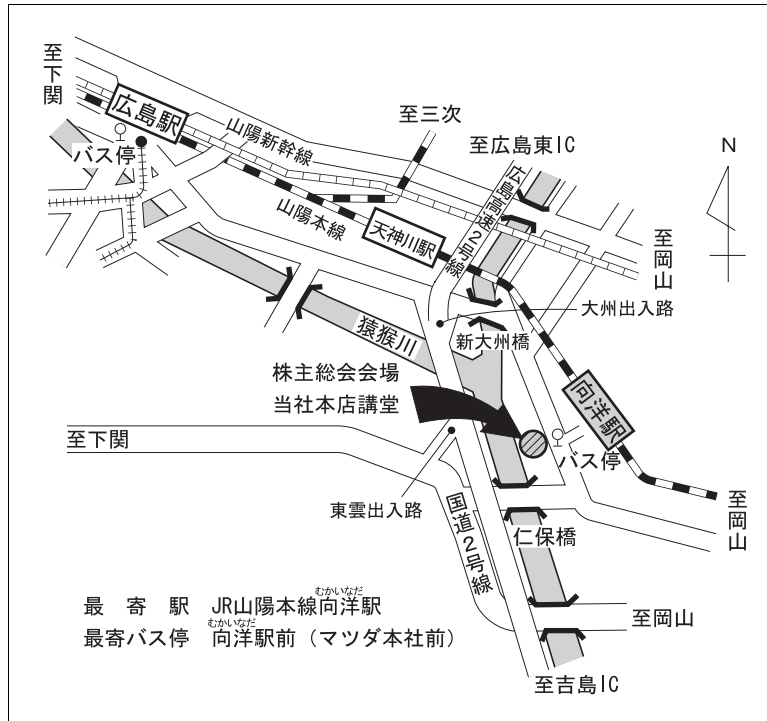 至下関
広島駅
バス停
山陽新幹線
至三次
至広島東IC
N
山陽本線
天神川駅
広島高速2号線
至岡山
大州出入路
猿猴川
新大州橋
株主総会会場
当社本店講堂
向洋駅
至下関
バス停
東雲出入路
国道2号線
仁保橋
至岡山
むかいなだ
最寄駅 JR山陽本線向洋駅
むかいなだ
最寄バス停 向洋駅前（マツダ本社前）
至岡山
至吉島IC